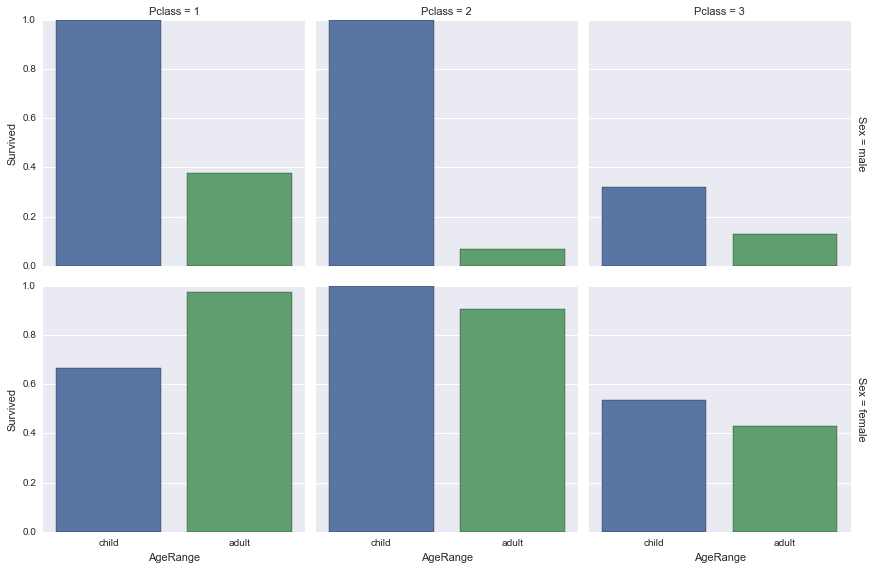 Pclass = 1
Pclass = 2
Pclass = 3
1.0
0.8
0.6
0.4
0.2
0.0
Survived
Sex = male
1.0
0.8
0.6
0.4
0.2
0.0
Survived
Sex = female
child
adult
child
adult
child
adult
AgeRange
AgeRange
AgeRange